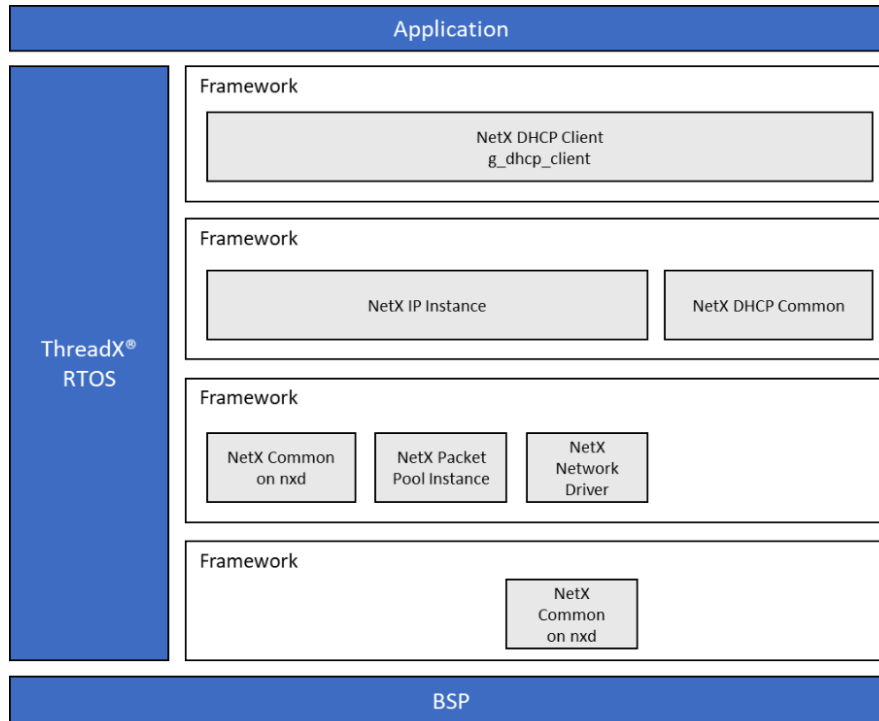 Application
ThreadX®
RTOS
Framework
NetX DHCP Client
g_dhcp_client
Framework
NetX IP Instance
NetX DHCP Common
Framework
NetX Common
on nxd
NetX Packet
Pool Instance
NetX
Network
Driver
Framework
NetX
Common
on nxd
BSP